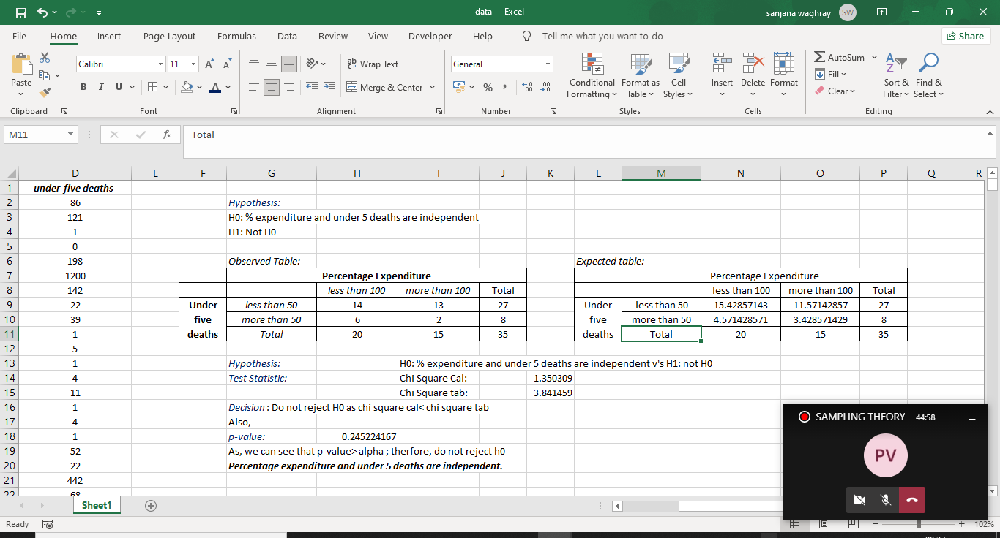 data - Excel
sanjana waghray SW
File Home Insert Page Layout Formulas Data Review View Developer Help Tell me what you want to do Share
Calibri 11 Wrap Text General AutoSum
Paste Conditional Formatting Format as Table Cell Styles Insert Delete Format Fill Sort & Filter Find & Select
B I U A Merge & Center % , Clear
Clipboard Font Alignment Number Styles Cells Editing
M11 fx Total
D E F G H I J K L M N O P Q R
1 under-five deaths
2 86 Hypothesis:
3 121 H0: % expenditure and under 5 deaths are independent
4 1 H1: Not H0
5 0
6 198 Observed Table: Expected table:
7 1200 Percentage Expenditure Percentage Expenditure
8 142 less than 100 more than 100 Total less than 100 more than 100 Total
9 22 Under less than 50 14 13 27 Under less than 50 15.42857143 11.57142857 27
10 39 five more than 50 6 2 8 five more than 50 4.571428571 3.428571429 8
11 1 deaths Total 20 15 35 deaths Total 20 15 35
12 5
13 1 Hypothesis: H0: % expenditure and under 5 deaths are independent v's H1: not H0
14 4 Test Statistic: Chi Square Cal: 1.350309
15 11 Chi Square tab: 3.841459
16 1 Decision : Do not reject H0 as chi square cal< chi square tab
17 4 Also,
18 1 p-value: 0.245224167
19 52 As, we can see that p-value> alpha ; therfore, do not reject h0
20 22 Percentage expenditure and under 5 deaths are independent.
21 442
22 68
SAMPLING THEORY 44:58
PV
Sheet1
Ready 102%